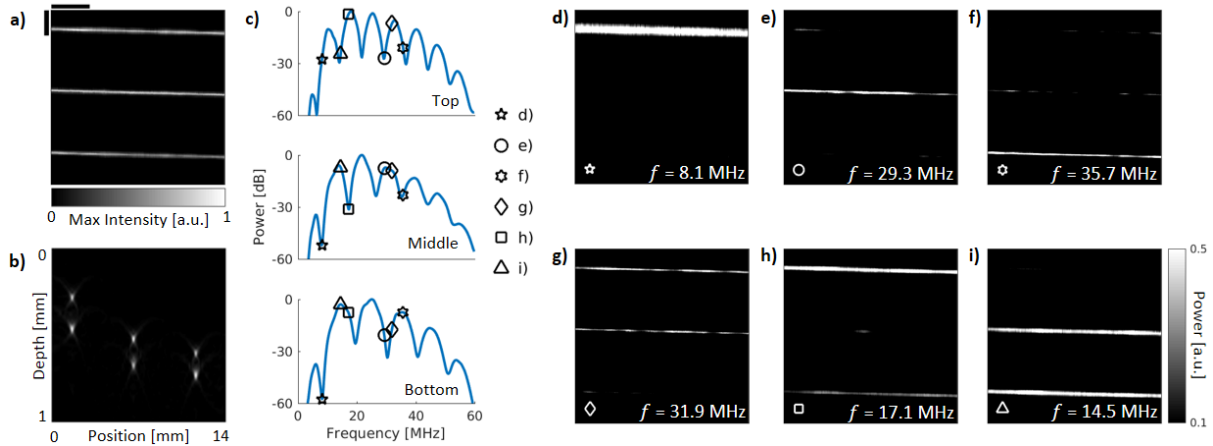 a)
0 Max Intensity [a.u.] 1
b)
0
Depth [mm]
1
0 Position [mm] 14
c)
0
-30
-60
Top
0
-30
-60
Middle
0
-30
-60
Bottom
Power [dB]
0 20 40 60
Frequency [MHz]
d)
e)
f)
g)
h)
i)
d)
f = 8.1 MHz
e)
f = 29.3 MHz
f)
f = 35.7 MHz
g)
f = 31.9 MHz
h)
f = 17.1 MHz
i)
f = 14.5 MHz
0.5
Power [a.u.]
0.1